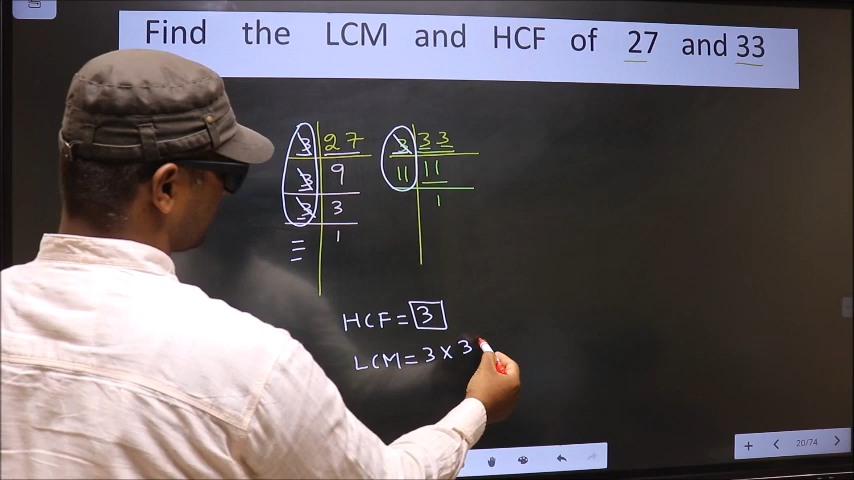 Find the LCM and HCF of 27 and 33
3 27 3 33
3 9 11 11
3 3 1
1
HCF = 3
LCM = 3 × 3
20/74